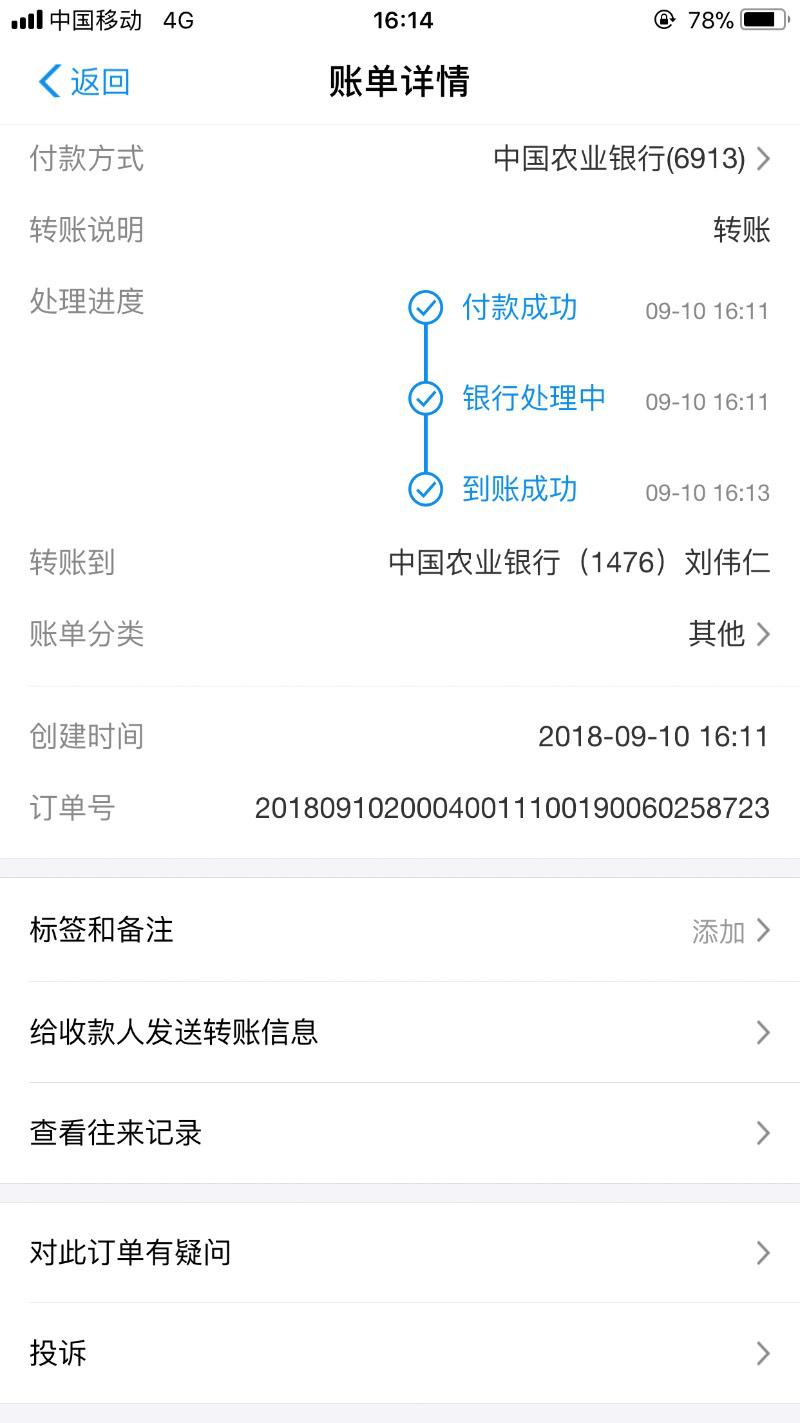 中国移动 4G 16:14 78%
返回 账单详情
付款方式 中国农业银行(6913)
转账说明 转账
处理进度 付款成功 09-10 16:11
银行处理中 09-10 16:11
到账成功 09-10 16:13
转账到 中国农业银行（1476）刘伟仁
账单分类 其他
创建时间 2018-09-10 16:11
订单号 20180910200040011100190060258723
标签和备注 添加
给收款人发送转账信息
查看往来记录
对此订单有疑问
投诉